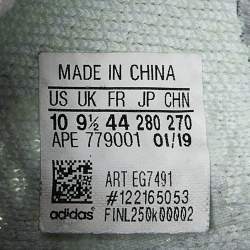 MADE IN CHINA
US UK FR JP CHN
10 9½ 44 280 270
APE 779001 01/19
ART EG7491
#122165053
adidas FINL250K00002